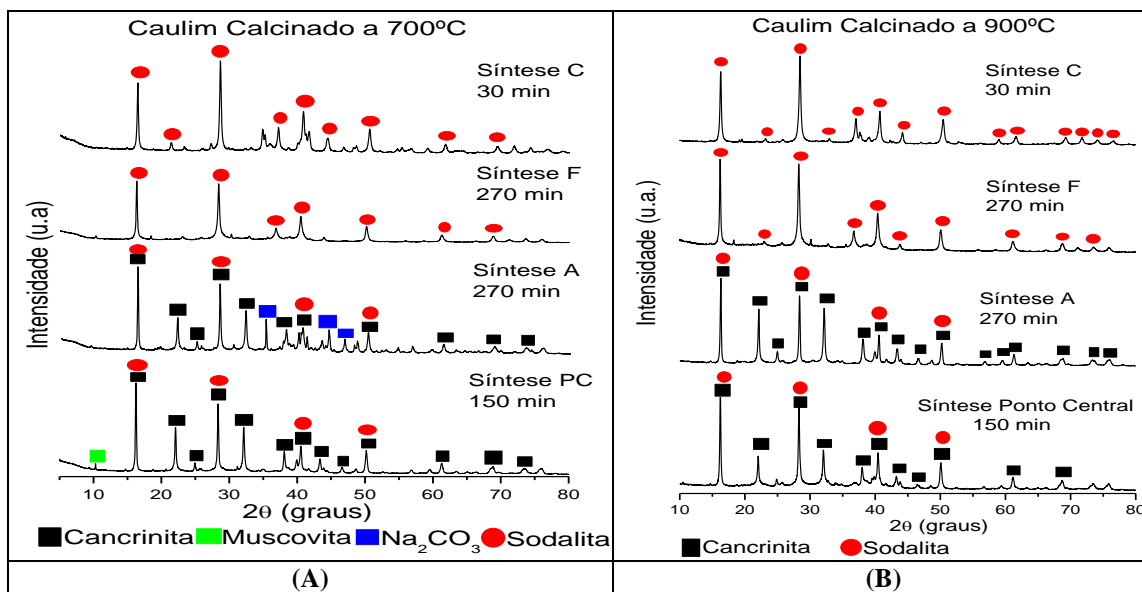 Caulim Calcinado a 700ºC
Síntese C
30 min
Síntese F
270 min
Síntese A
270 min
Síntese PC
150 min
Intensidade (u.a)
10 20 30 40 50 60 70 80
2θ (graus)
Cancrinita Muscovita Na₂CO₃ Sodalita
(A)
Caulim Calcinado a 900ºC
Síntese C
30 min
Síntese F
270 min
Síntese A
270 min
Síntese Ponto Central
150 min
Intensidade (u.a.)
10 20 30 40 50 60 70 80
2θ (graus)
Cancrinita Sodalita
(B)